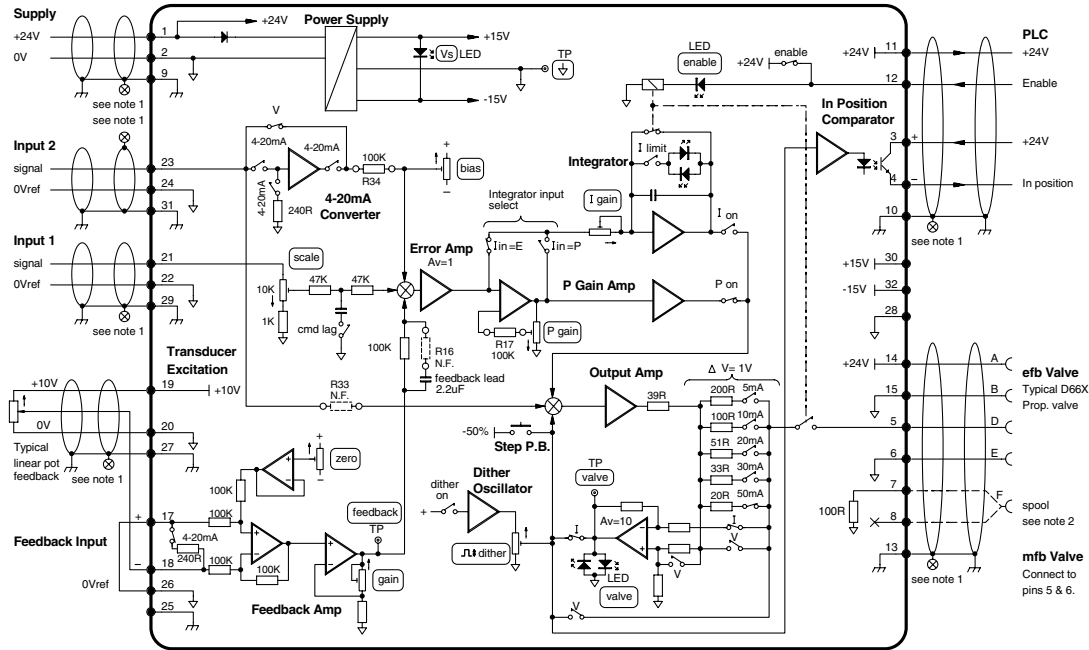 Supply
+24V
0V
1
2
9
see note 1
see note 1
+24V
Power Supply
+15V
Vs LED
TP
-15V
LED
enable
+24V
enable
PLC
+24V
11
+24V
12
Enable
In Position
Comparator
3
+
+24V
4
–
In position
10
see note 1
Input 2
signal
23
0Vref
24
31
V
4-20mA
4-20mA
4-20mA
240R
100K
R34
4-20mA
Converter
+
–
bias
Integrator
I limit
Integrator input
select
I gain
I on
Iin=E
Iin=P
Input 1
signal
21
0Vref
22
29
see note 1
scale
10K
1K
47K
47K
cmd lag
Error Amp
Av=1
P Gain Amp
P on
R17
100K
P gain
100K
R16
N.F.
feedback lead
2.2uF
+15V
30
-15V
32
28
Transducer
Excitation
+10V
19
+10V
0V
20
27
Typical
linear pot
feedback
see note 1
R33
N.F.
-50%
Step P.B.
Output Amp
39R
Δ V= 1V
200R
5mA
100R
10mA
51R
20mA
33R
30mA
20R
50mA
+24V
14
A
15
B
5
D
6
E
7
100R
8
F
13
see note 1
efb Valve
Typical D66X
Prop. valve
spool
see note 2
mfb Valve
Connect to
pins 5 & 6.
+
–
zero
100K
100K
Feedback Input
+
17
4-20mA
240R
–
18
100K
100K
0Vref
26
25
Feedback Amp
feedback
TP
gain
Dither
Oscillator
dither
on
+
dither
TP
valve
Av=10
I
I
V
V
LED
valve
V